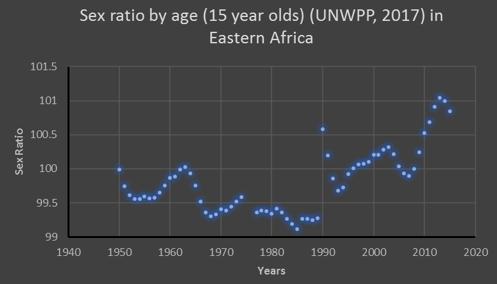 Sex ratio by age (15 year olds) (UNWPP, 2017) in
Eastern Africa
101.5
101
100.5
100
99.5
99
Sex Ratio
1940 1950 1960 1970 1980 1990 2000 2010 2020
Years